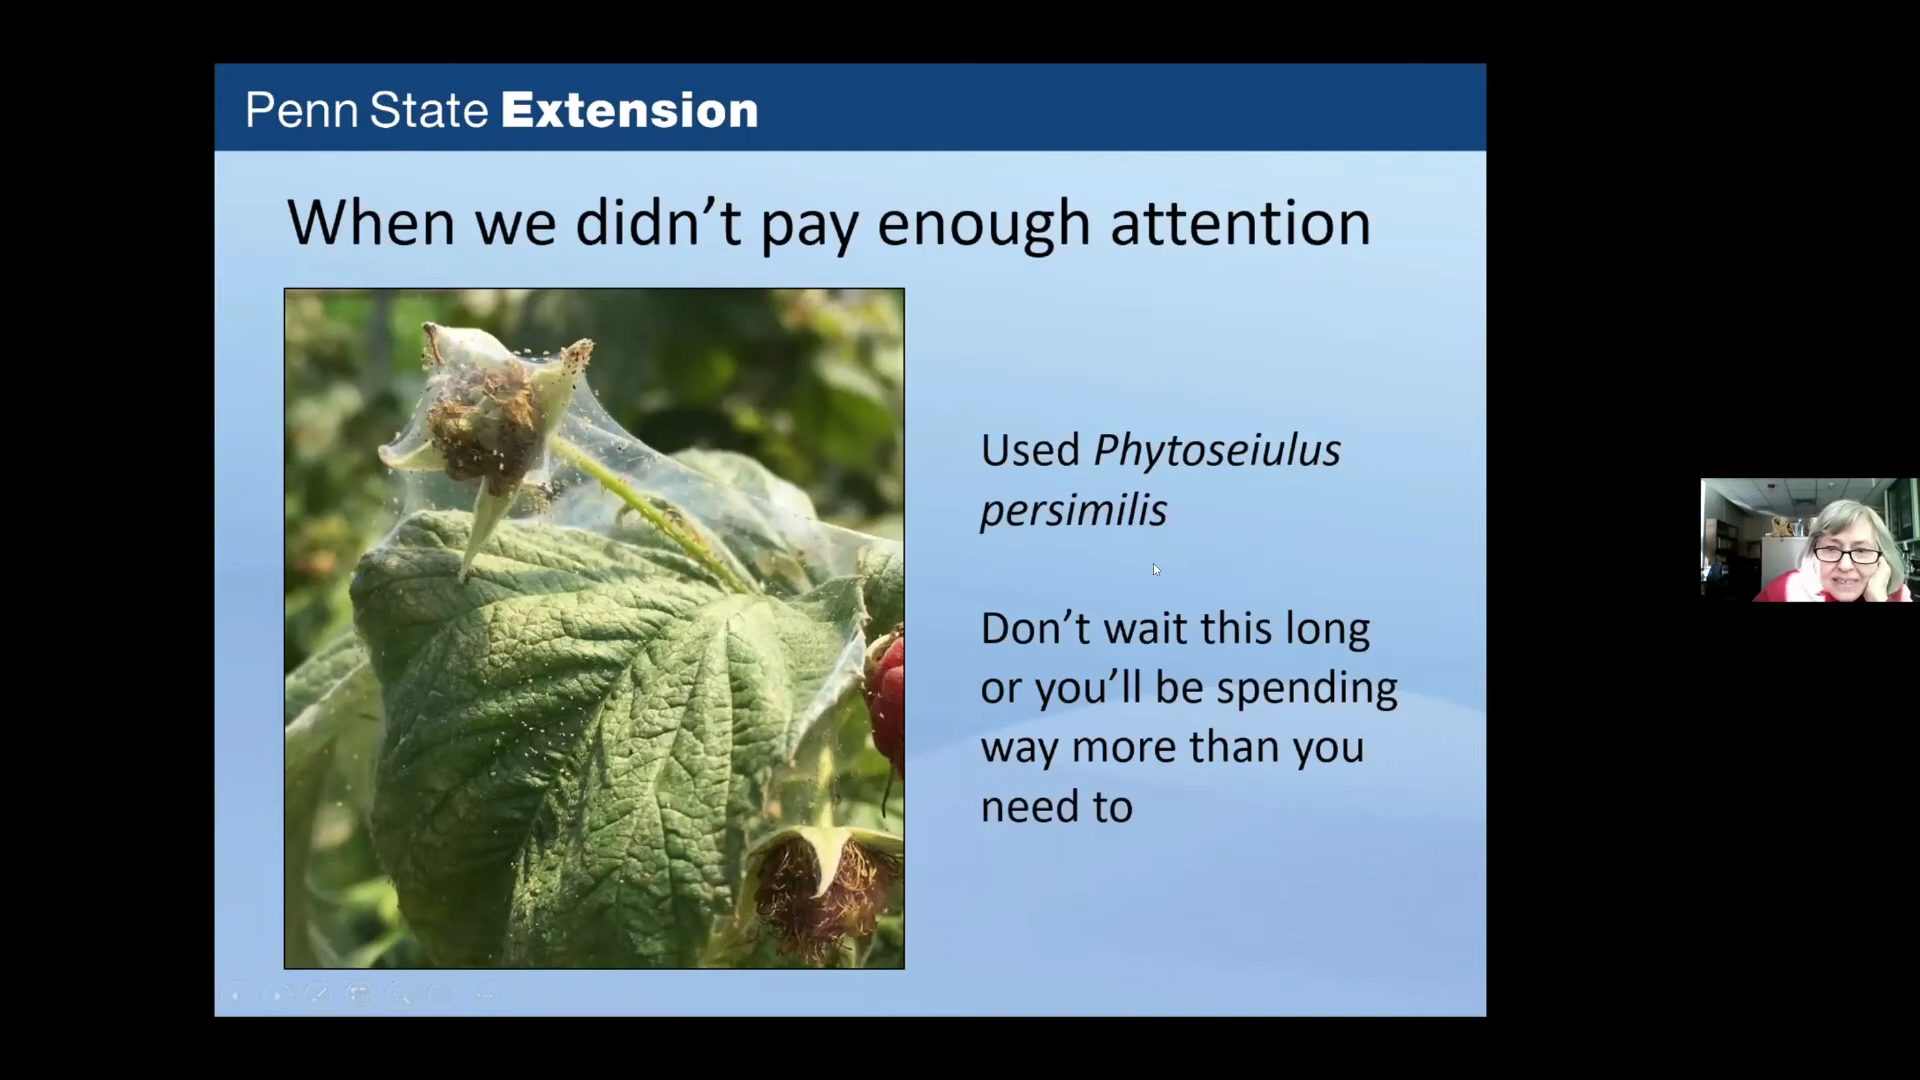 Penn State Extension
When we didn’t pay enough attention
Used Phytoseiulus
persimilis
Don’t wait this long
or you’ll be spending
way more than you
need to